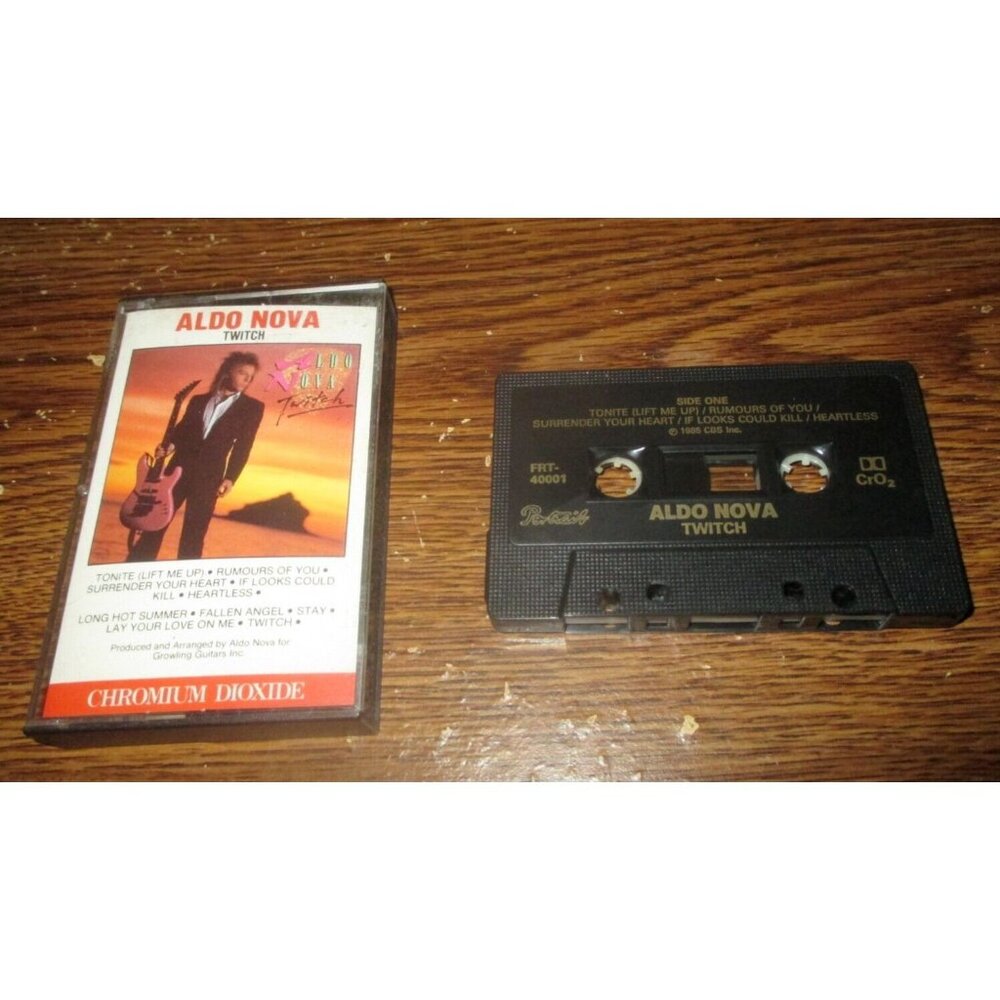 ALDO NOVA
TWITCH
ALDO
NOVA
Twitch
TONITE (LIFT ME UP) • RUMOURS OF YOU •
SURRENDER YOUR HEART • IF LOOKS COULD
KILL • HEARTLESS •
LONG HOT SUMMER • FALLEN ANGEL • STAY •
LAY YOUR LOVE ON ME • TWITCH •
Produced and Arranged by Aldo Nova for
Growling Guitars Inc.
CHROMIUM DIOXIDE
SIDE ONE
TONITE (LIFT ME UP) / RUMOURS OF YOU /
SURRENDER YOUR HEART / IF LOOKS COULD KILL / HEARTLESS
℗ 1985 CBS Inc.
FRT-
40001
CrO₂
Portrait
ALDO NOVA
TWITCH